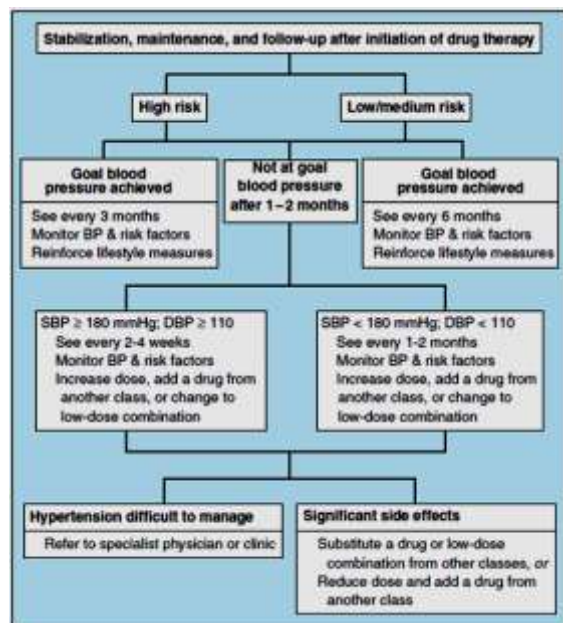 Stabilization, maintenance, and follow-up after initiation of drug therapy
High risk
Low/medium risk
Goal blood
pressure achieved
See every 3 months
Monitor BP & risk factors
Reinforce lifestyle measures
Not at goal
blood pressure
after 1–2 months
Goal blood
pressure achieved
See every 6 months
Monitor BP & risk factors
Reinforce lifestyle measures
SBP ≥ 180 mmHg; DBP ≥ 110
See every 2-4 weeks
Monitor BP & risk factors
Increase dose, add a drug from
another class, or change to
low-dose combination
SBP < 180 mmHg; DBP < 110
See every 1-2 months
Monitor BP & risk factors
Increase dose, add a drug from
another class, or change to
low-dose combination
Hypertension difficult to manage
Refer to specialist physician or clinic
Significant side effects
Substitute a drug or low-dose
combination from other classes, or
Reduce dose and add a drug from
another class